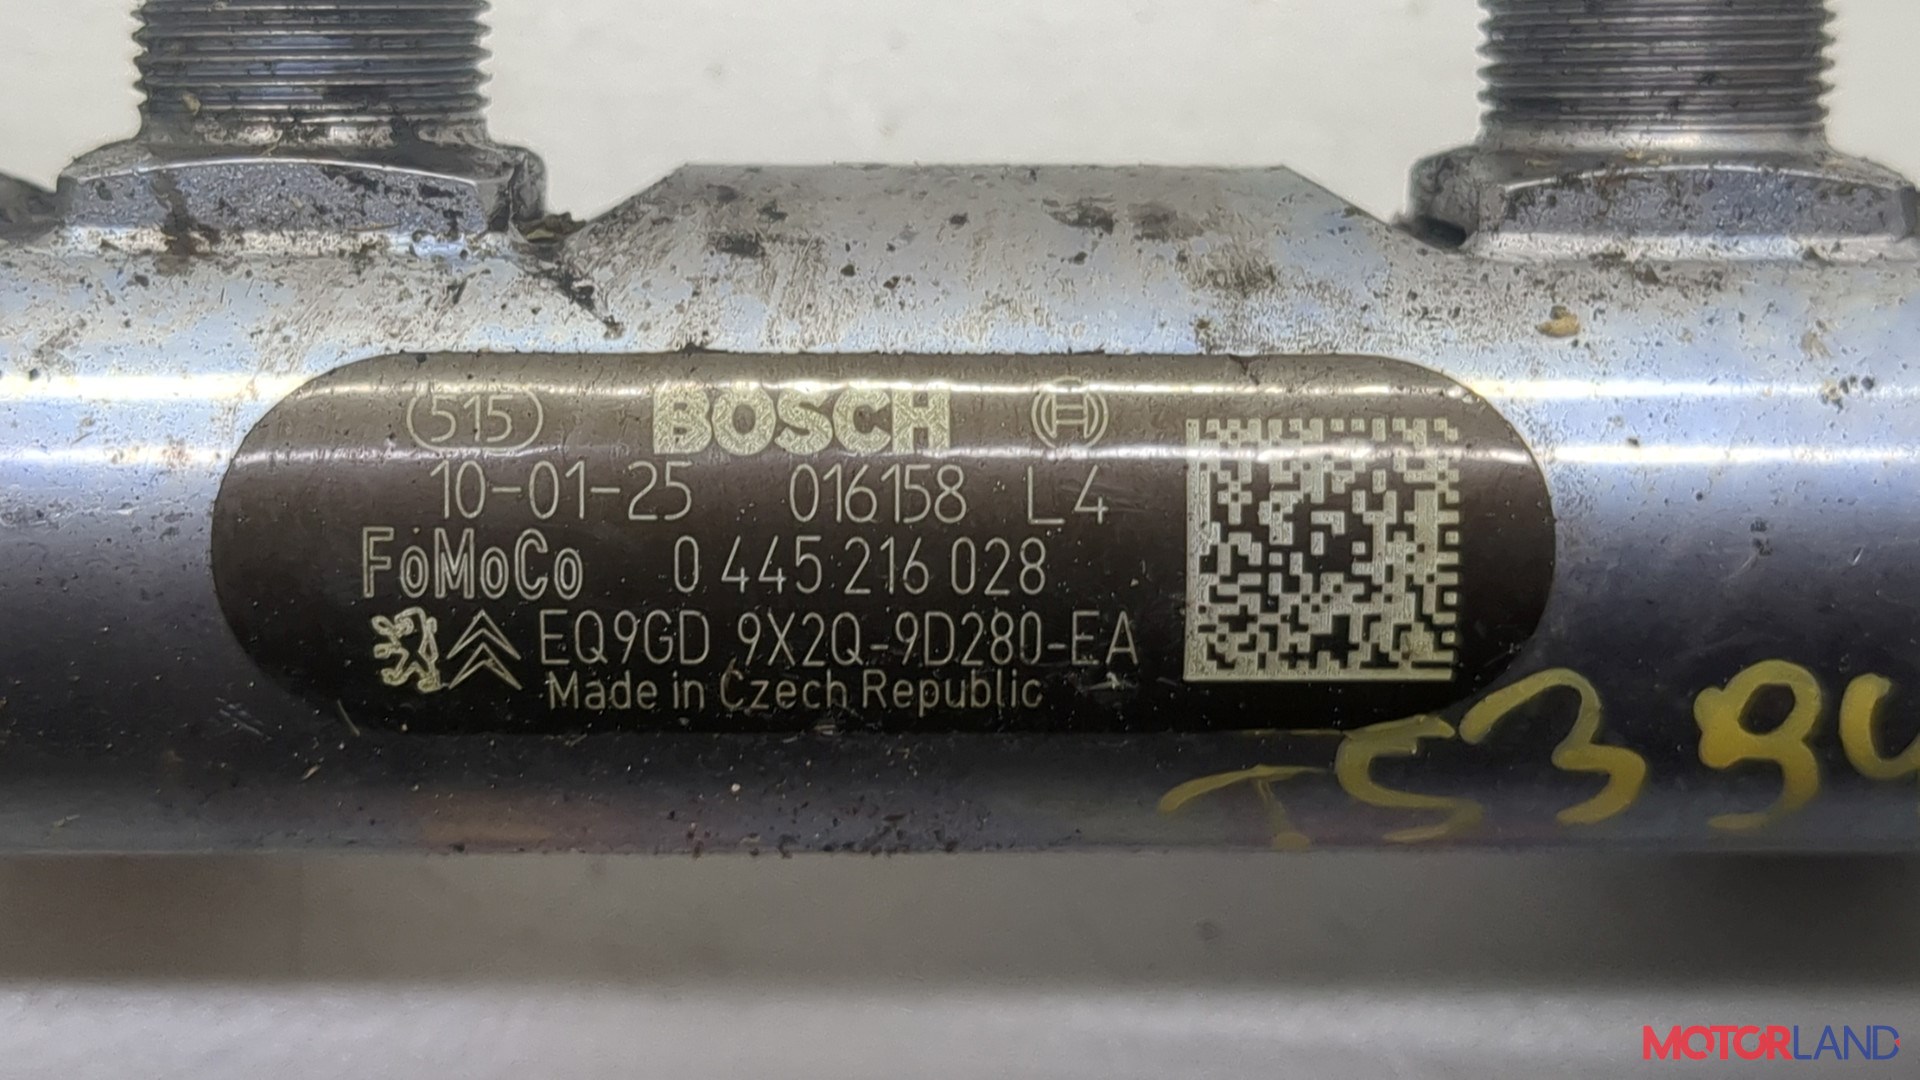 515 BOSCH
10-01-25 016158 L4
FoMoCo 0 445 216 028
EQ9GD 9X2Q-9D280-EA
Made in Czech Republic
MOTORLAND